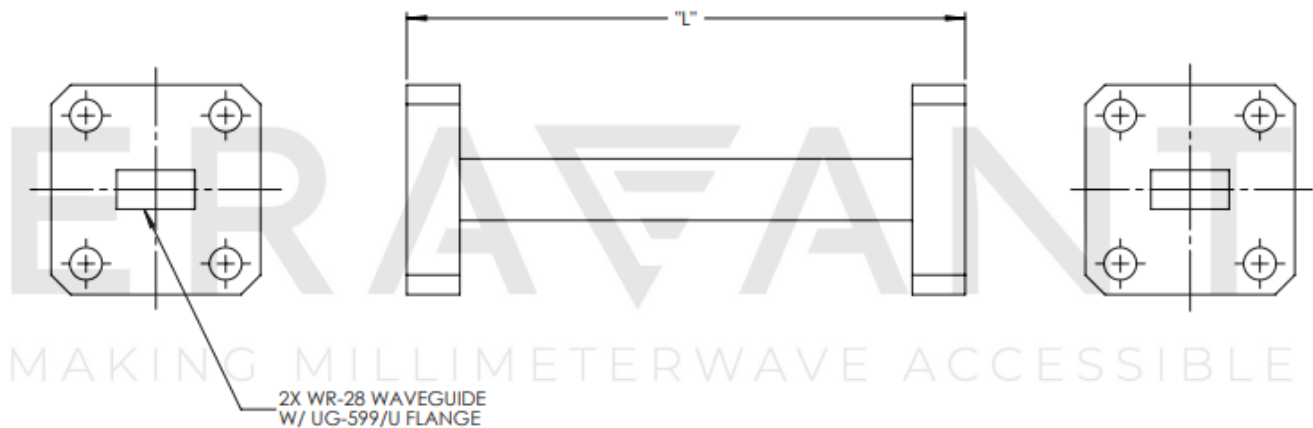 "L"
ERAVANT
MAKING MILLIMETERWAVE ACCESSIBLE
2X WR-28 WAVEGUIDE
W/ UG-599/U FLANGE